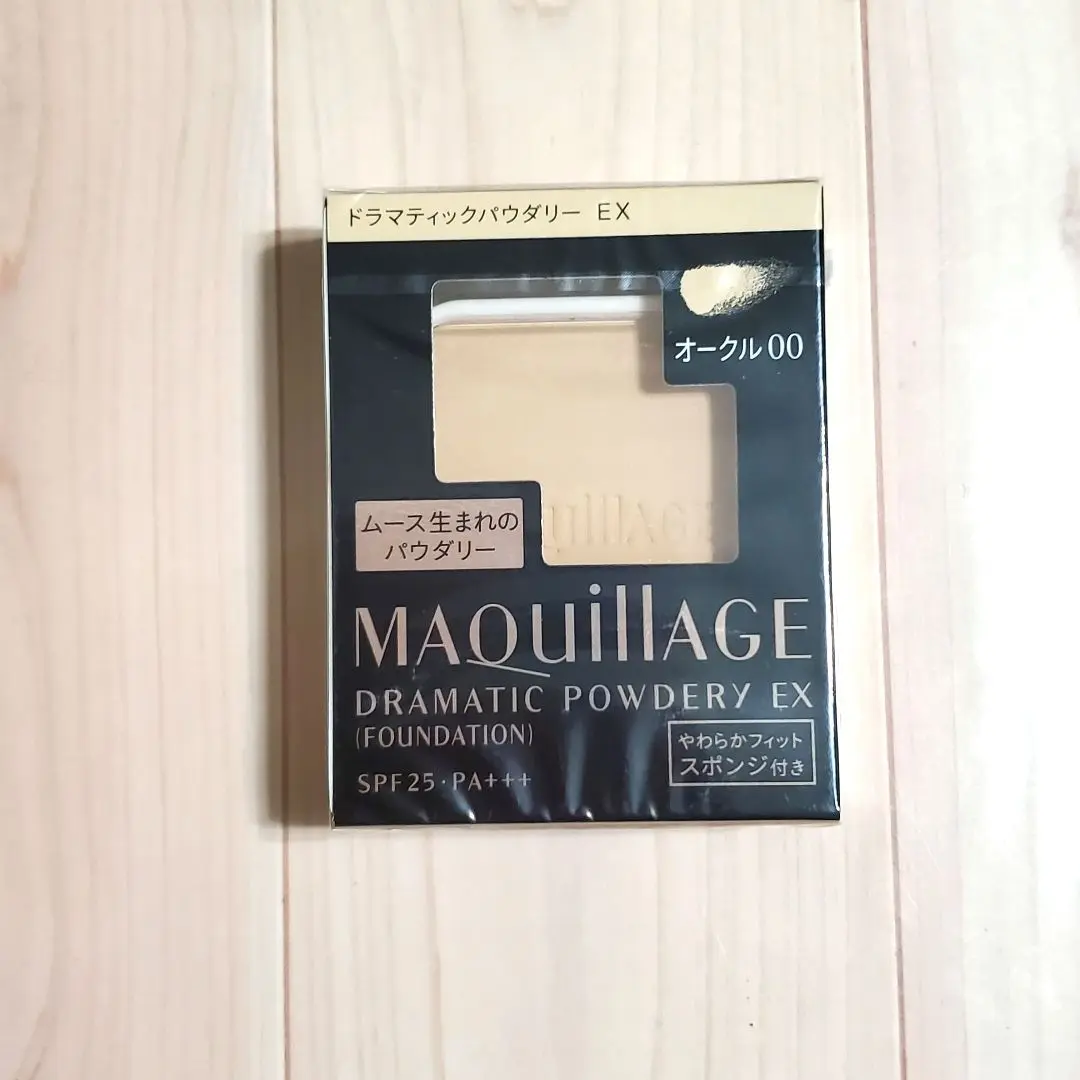 ドラマティックパウダリー EX
オークル00
uillAGE
ムース生まれの
パウダリー
MAQuillAGE
DRAMATIC POWDERY EX
(FOUNDATION)
SPF25・PA+++
やわらかフィット
スポンジ付き